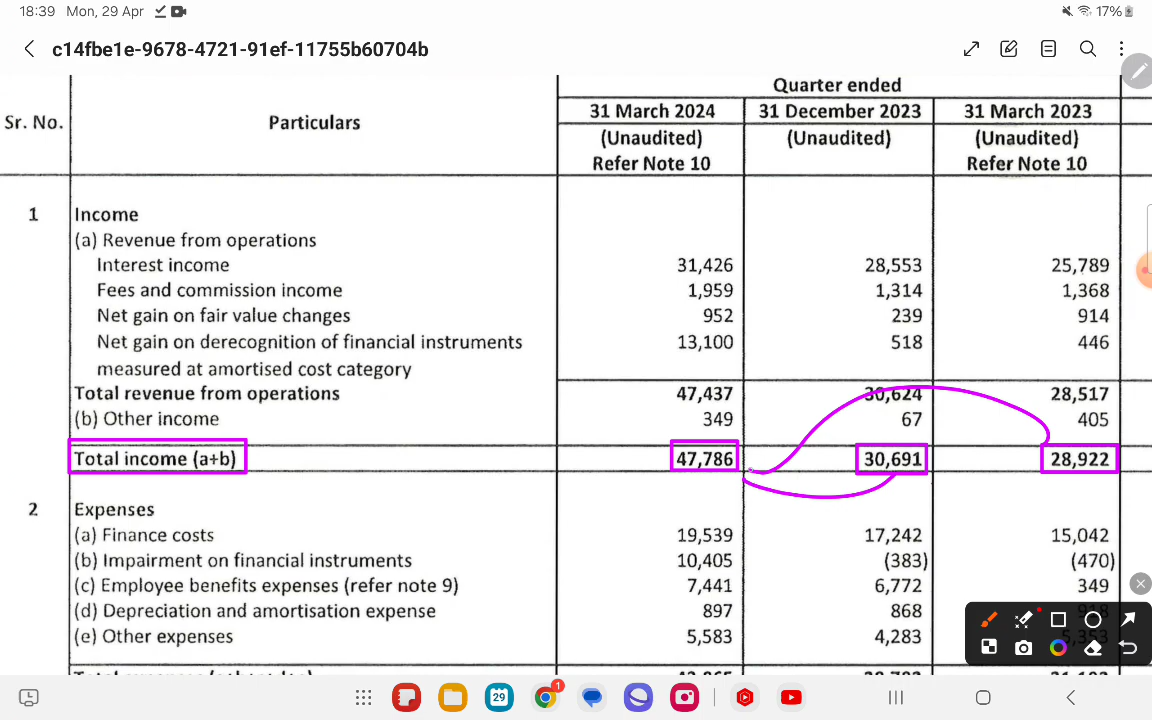 18:39 Mon, 29 Apr
17%
c14fbe1e-9678-4721-91ef-11755b60704b
Quarter ended
Sr. No. Particulars 31 March 2024 31 December 2023 31 March 2023
(Unaudited) (Unaudited) (Unaudited)
Refer Note 10 Refer Note 10
1 Income
(a) Revenue from operations
Interest income 31,426 28,553 25,789
Fees and commission income 1,959 1,314 1,368
Net gain on fair value changes 952 239 914
Net gain on derecognition of financial instruments 13,100 518 446
measured at amortised cost category
Total revenue from operations 47,437 30,624 28,517
(b) Other income 349 67 405
Total income (a+b) 47,786 30,691 28,922
2 Expenses
(a) Finance costs 19,539 17,242 15,042
(b) Impairment on financial instruments 10,405 (383) (470)
(c) Employee benefits expenses (refer note 9) 7,441 6,772 349
(d) Depreciation and amortisation expense 897 868 918
(e) Other expenses 5,583 4,283 5,353
29
1